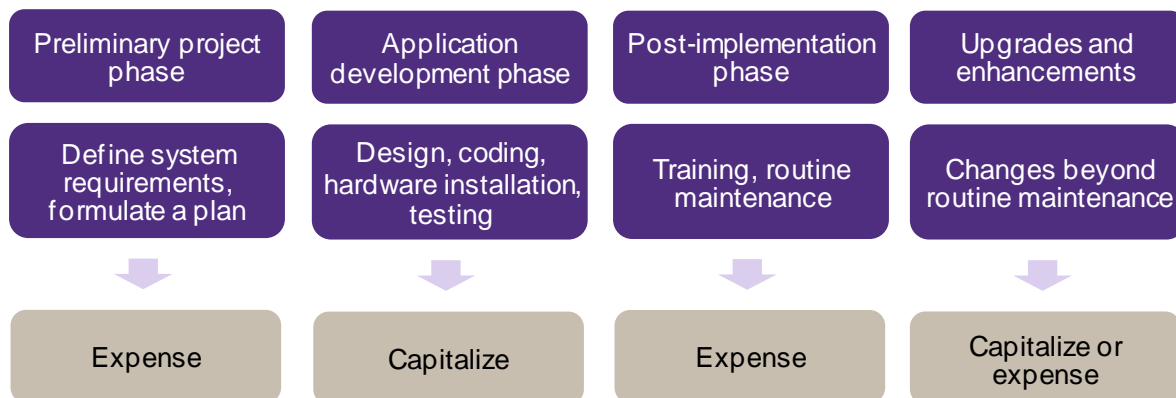 Preliminary project
phase
Application
development phase
Post-implementation
phase
Upgrades and
enhancements
Define system
requirements,
formulate a plan
Design, coding,
hardware installation,
testing
Training, routine
maintenance
Changes beyond
routine maintenance
Expense
Capitalize
Expense
Capitalize or
expense